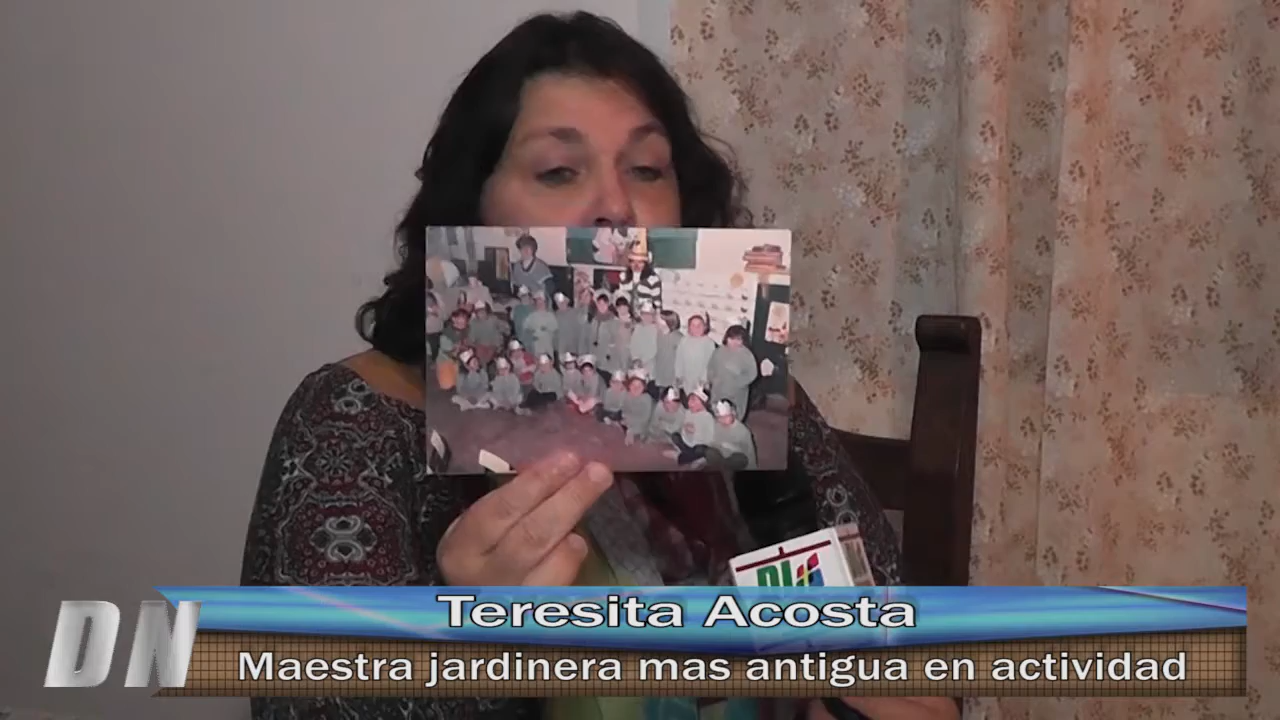 Teresita Acosta
DN
Maestra jardinera mas antigua en actividad